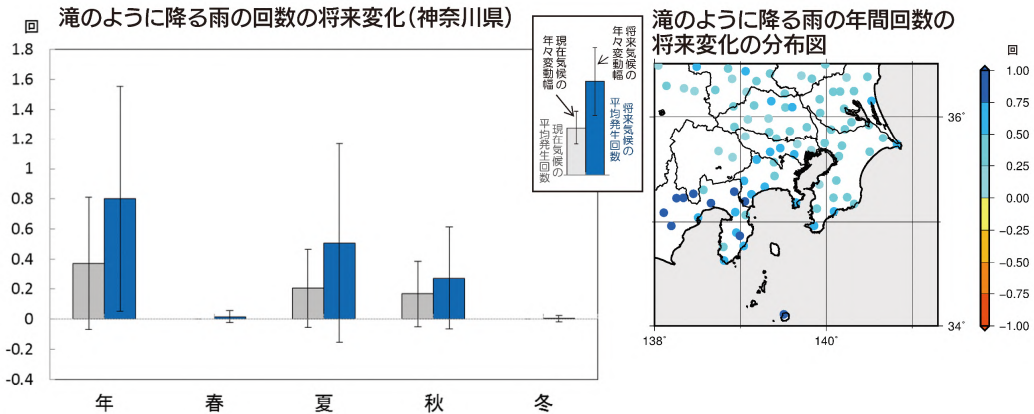 滝のように降る雨の回数の将来変化(神奈川県)
回
1.8
1.6
1.4
1.2
1
0.8
0.6
0.4
0.2
0
-0.2
-0.4
年
春
夏
秋
冬
将来気候の
年々変動幅
現在気候の
年々変動幅
将来気候の
平均発生回数
現在気候の
平均発生回数
滝のように降る雨の年間回数の
将来変化の分布図
36°
34°
138°
140°
回
1.00
0.75
0.50
0.25
0.00
−0.25
−0.50
−0.75
−1.00